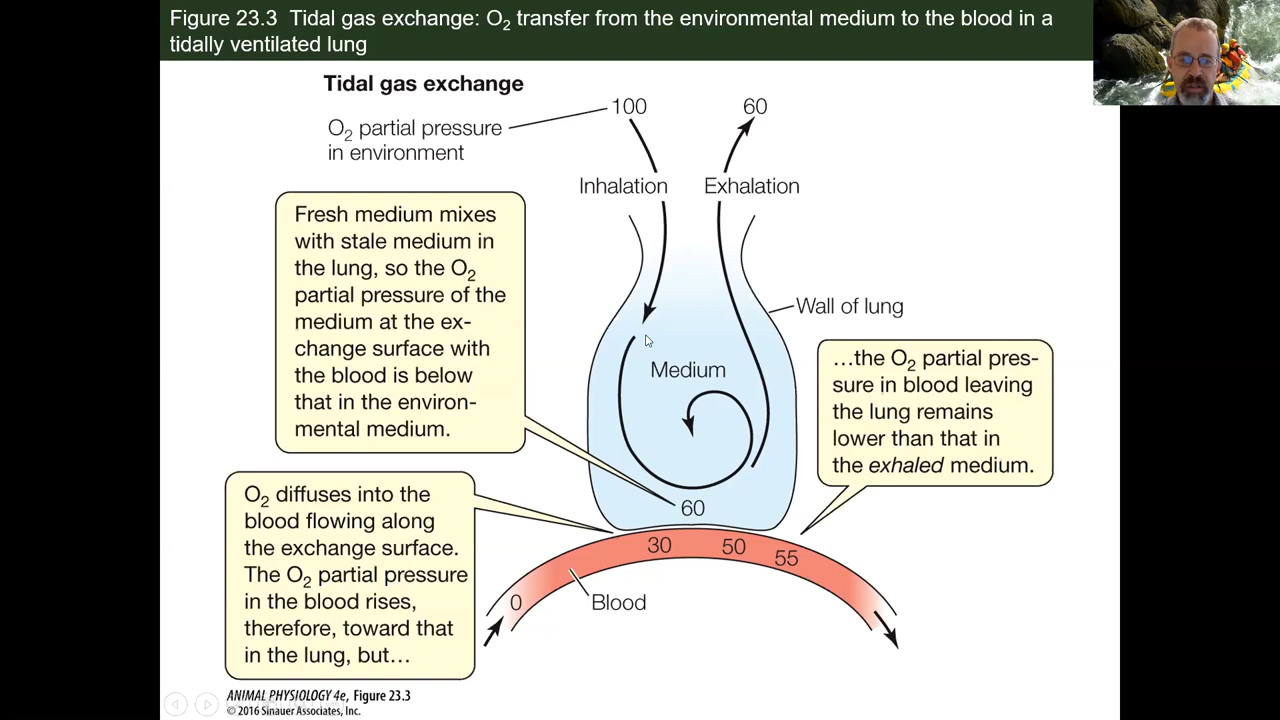 Figure 23.3 Tidal gas exchange: O₂ transfer from the environmental medium to the blood in a
tidally ventilated lung
Tidal gas exchange
O₂ partial pressure
in environment
100
60
Inhalation
Exhalation
Fresh medium mixes
with stale medium in
the lung, so the O₂
partial pressure of the
medium at the ex-
change surface with
the blood is below
that in the environ-
mental medium.
Wall of lung
Medium
...the O₂ partial pres-
sure in blood leaving
the lung remains
lower than that in
the exhaled medium.
O₂ diffuses into the
blood flowing along
the exchange surface.
The O₂ partial pressure
in the blood rises,
therefore, toward that
in the lung, but...
60
0
30
50
55
Blood
ANIMAL PHYSIOLOGY 4e, Figure 23.3
© 2016 Sinauer Associates, Inc.